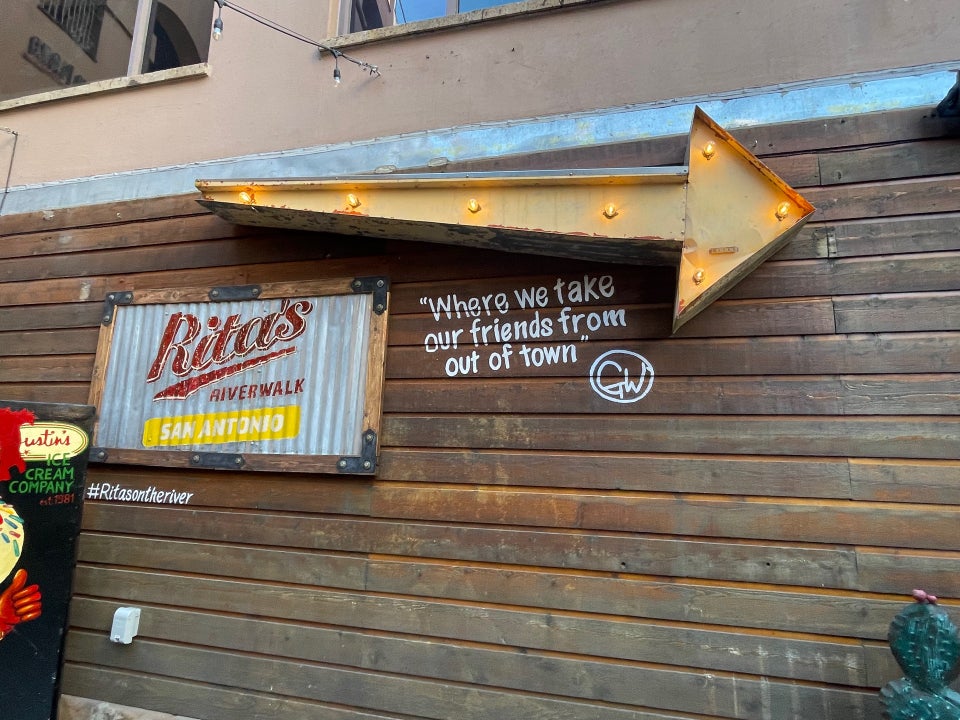 "Where we take
our friends from
out of town"
GW
Rita's
RIVERWALK
SAN ANTONIO
#Ritasontheriver
ustin's
ICE
CREAM
COMPANY
est.1981